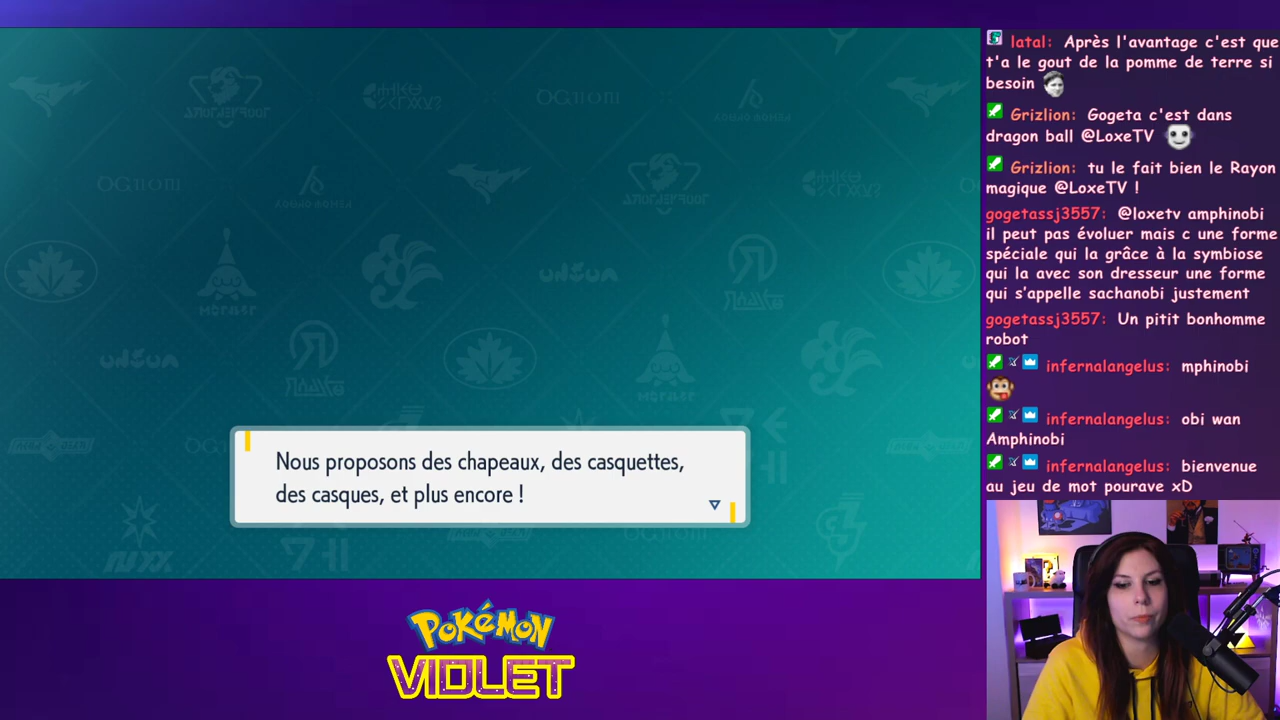 Nous proposons des chapeaux, des casquettes,
des casques, et plus encore !
POKÉMON
VIOLET
latal: Après l'avantage c'est que
t'a le gout de la pomme de terre si
besoin
Grizlion: Gogeta c'est dans
dragon ball @LoxeTV
Grizlion: tu le fait bien le Rayon
magique @LoxeTV !
gogetassj3557: @loxetv amphinobi
il peut pas évoluer mais c une forme
spéciale qui la grâce à la symbiose
qui la avec son dresseur une forme
qui s'appelle sachanobi justement
gogetassj3557: Un pitit bonhomme
robot
infernalangelus: mphinobi
infernalangelus: obi wan
Amphinobi
infernalangelus: bienvenue
au jeu de mot pourave xD